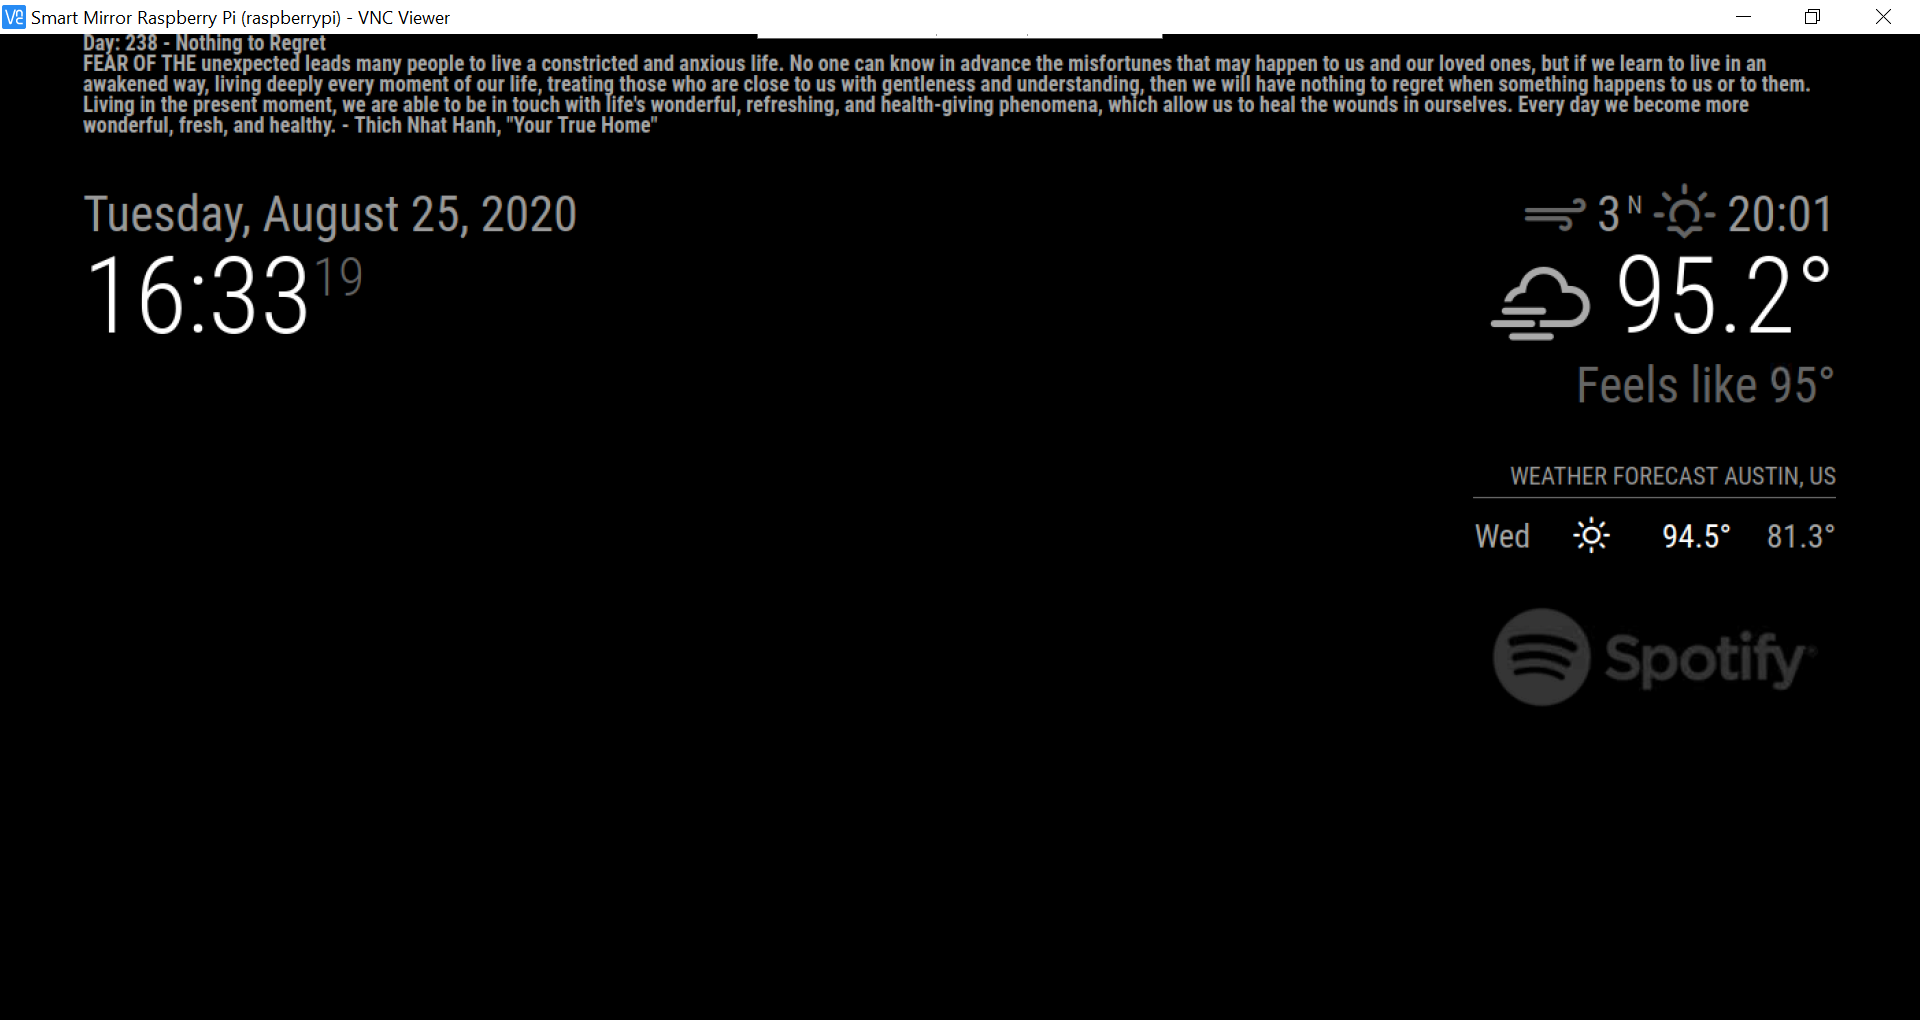 Smart Mirror Raspberry Pi (raspberrypi) - VNC Viewer
Day: 238 - Nothing to Regret
FEAR OF THE unexpected leads many people to live a constricted and anxious life. No one can know in advance the misfortunes that may happen to us and our loved ones, but if we learn to live in an
awakened way, living deeply every moment of our life, treating those who are close to us with gentleness and understanding, then we will have nothing to regret when something happens to us or to them.
Living in the present moment, we are able to be in touch with life's wonderful, refreshing, and health-giving phenomena, which allow us to heal the wounds in ourselves. Every day we become more
wonderful, fresh, and healthy. - Thich Nhat Hanh, "Your True Home"
Tuesday, August 25, 2020
16:33 19
3 N 20:01
95.2°
Feels like 95°
WEATHER FORECAST AUSTIN, US
Wed 94.5° 81.3°
Spotify®